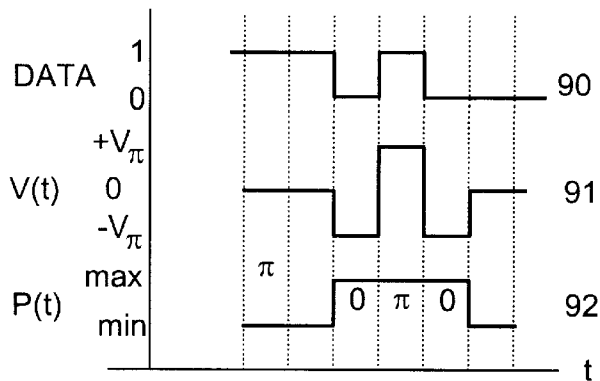 1
DATA
0
90
+Vπ
V(t) 0
91
-Vπ
max π
P(t) 0 π 0
92
min
t